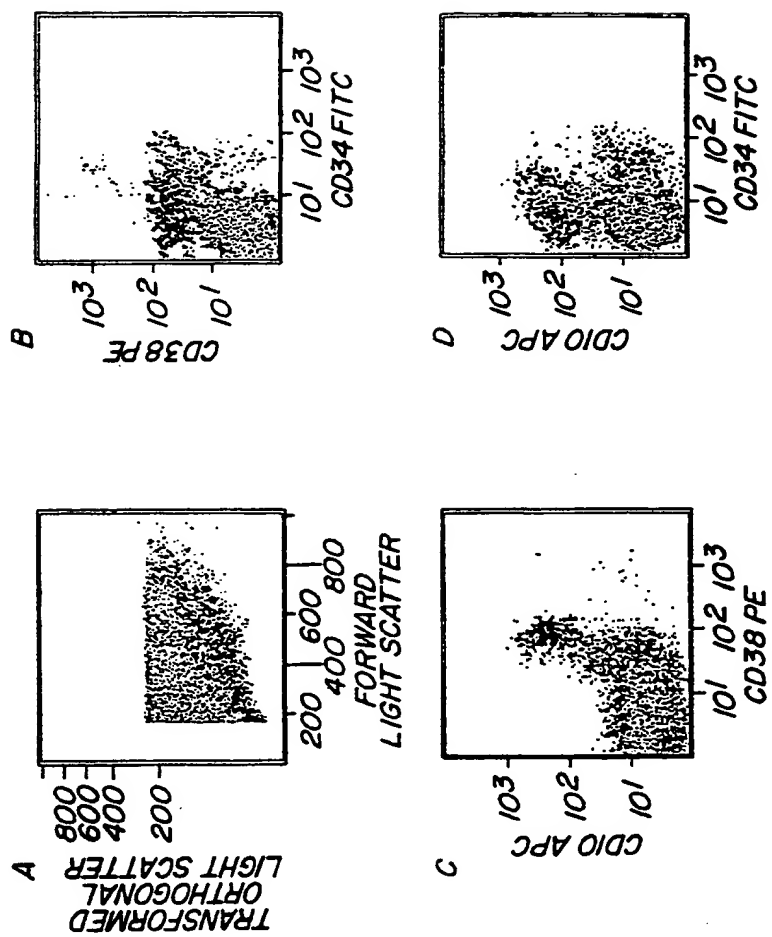 A
TRANSFORMED
ORTHOGONAL
LIGHT SCATTER
800
600
400
200
200 400 600 800
FORWARD
LIGHT SCATTER
B
CD38 PE
10³
10²
10¹
10¹ 10² 10³
CD34 FITC
C
CD10 APC
10³
10²
10¹
10¹ 10² 10³
CD38 PE
D
CD10 APC
10³
10²
10¹
10¹ 10² 10³
CD34 FITC